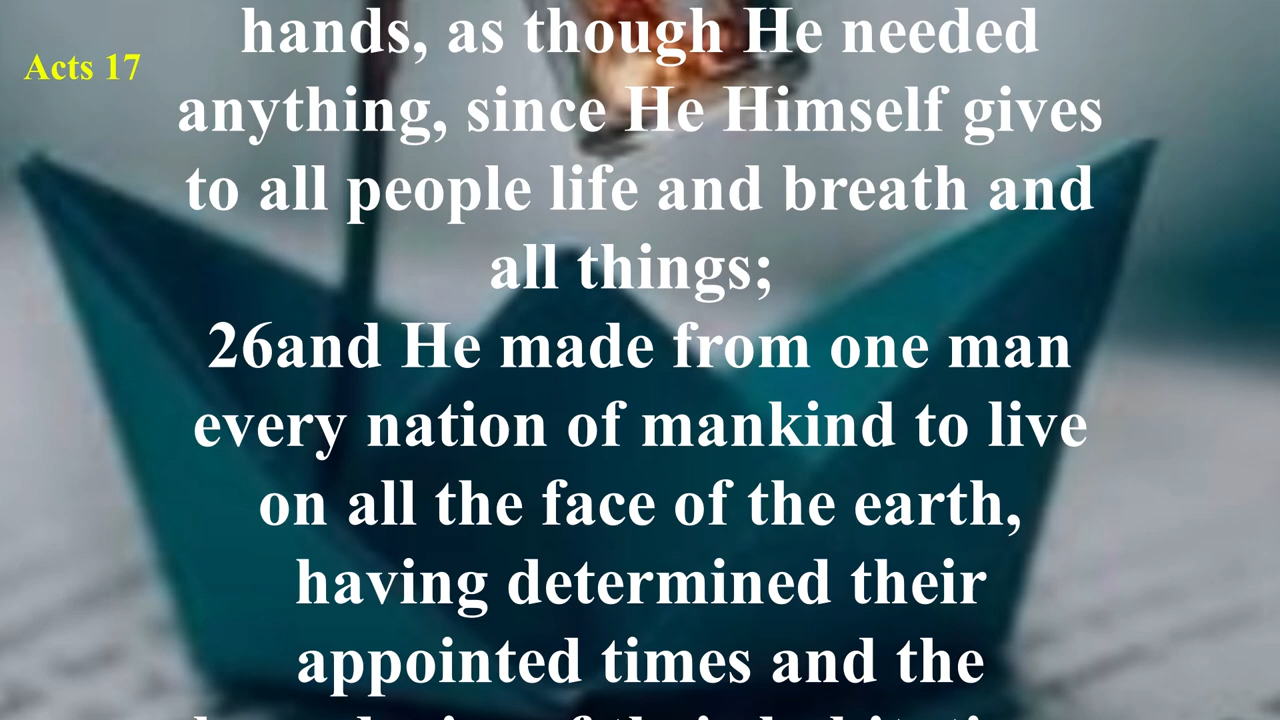 hands, as though He needed
Acts 17
anything, since He Himself gives
to all people life and breath and
all things;
26and He made from one man
every nation of mankind to live
on all the face of the earth,
having determined their
appointed times and the